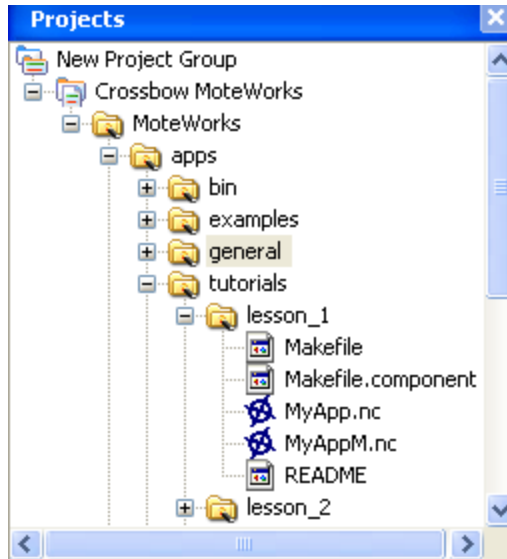 Projects
New Project Group
Crossbow MoteWorks
MoteWorks
apps
bin
examples
general
tutorials
lesson_1
Makefile
Makefile.component
MyApp.nc
MyAppM.nc
README
lesson_2